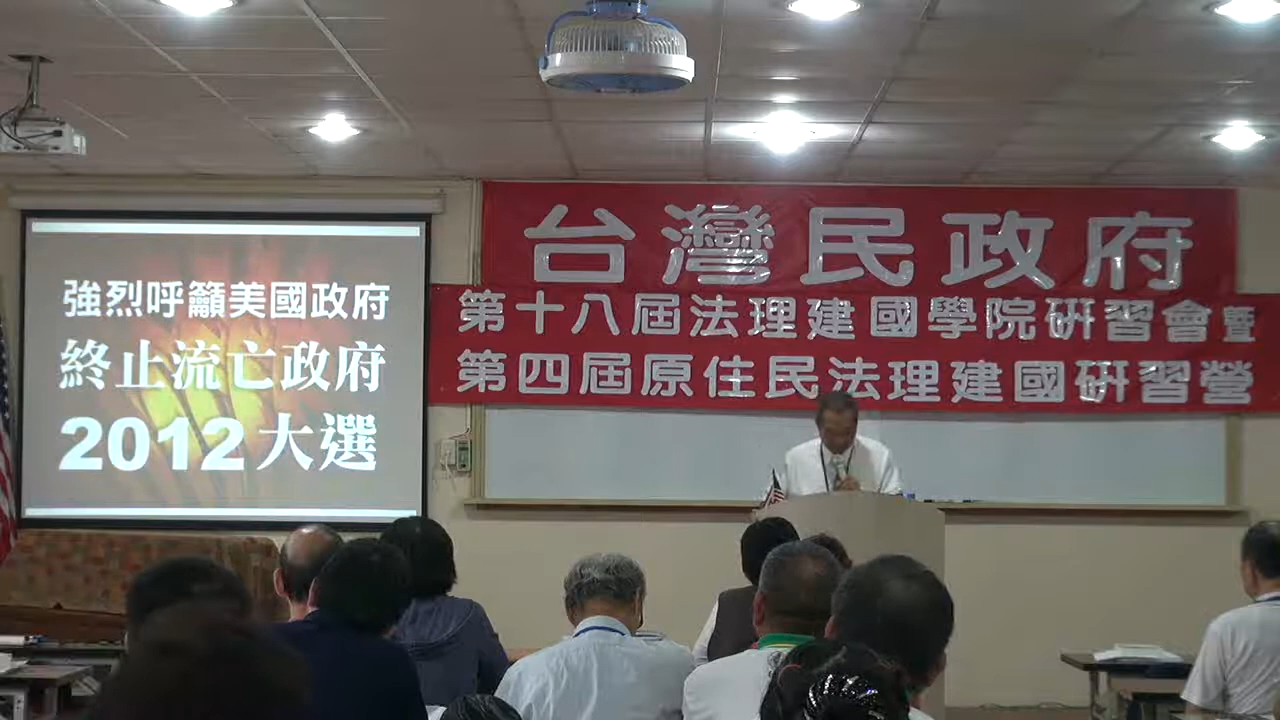 強烈呼籲美國政府
終止流亡政府
2012大選
台灣民政府
第十八屆法理建國學院研習會暨
第四屆原住民法理建國研習營